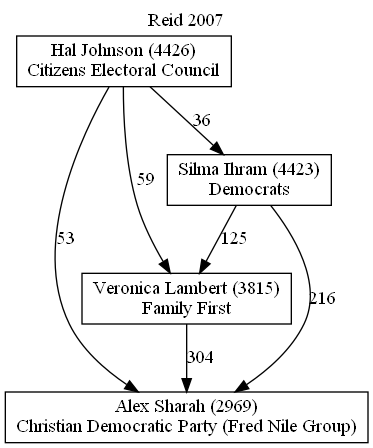 Reid 2007
Hal Johnson (4426)
Citizens Electoral Council
36
Silma Ihram (4423)
Democrats
59
53
125
216
Veronica Lambert (3815)
Family First
304
Alex Sharah (2969)
Christian Democratic Party (Fred Nile Group)